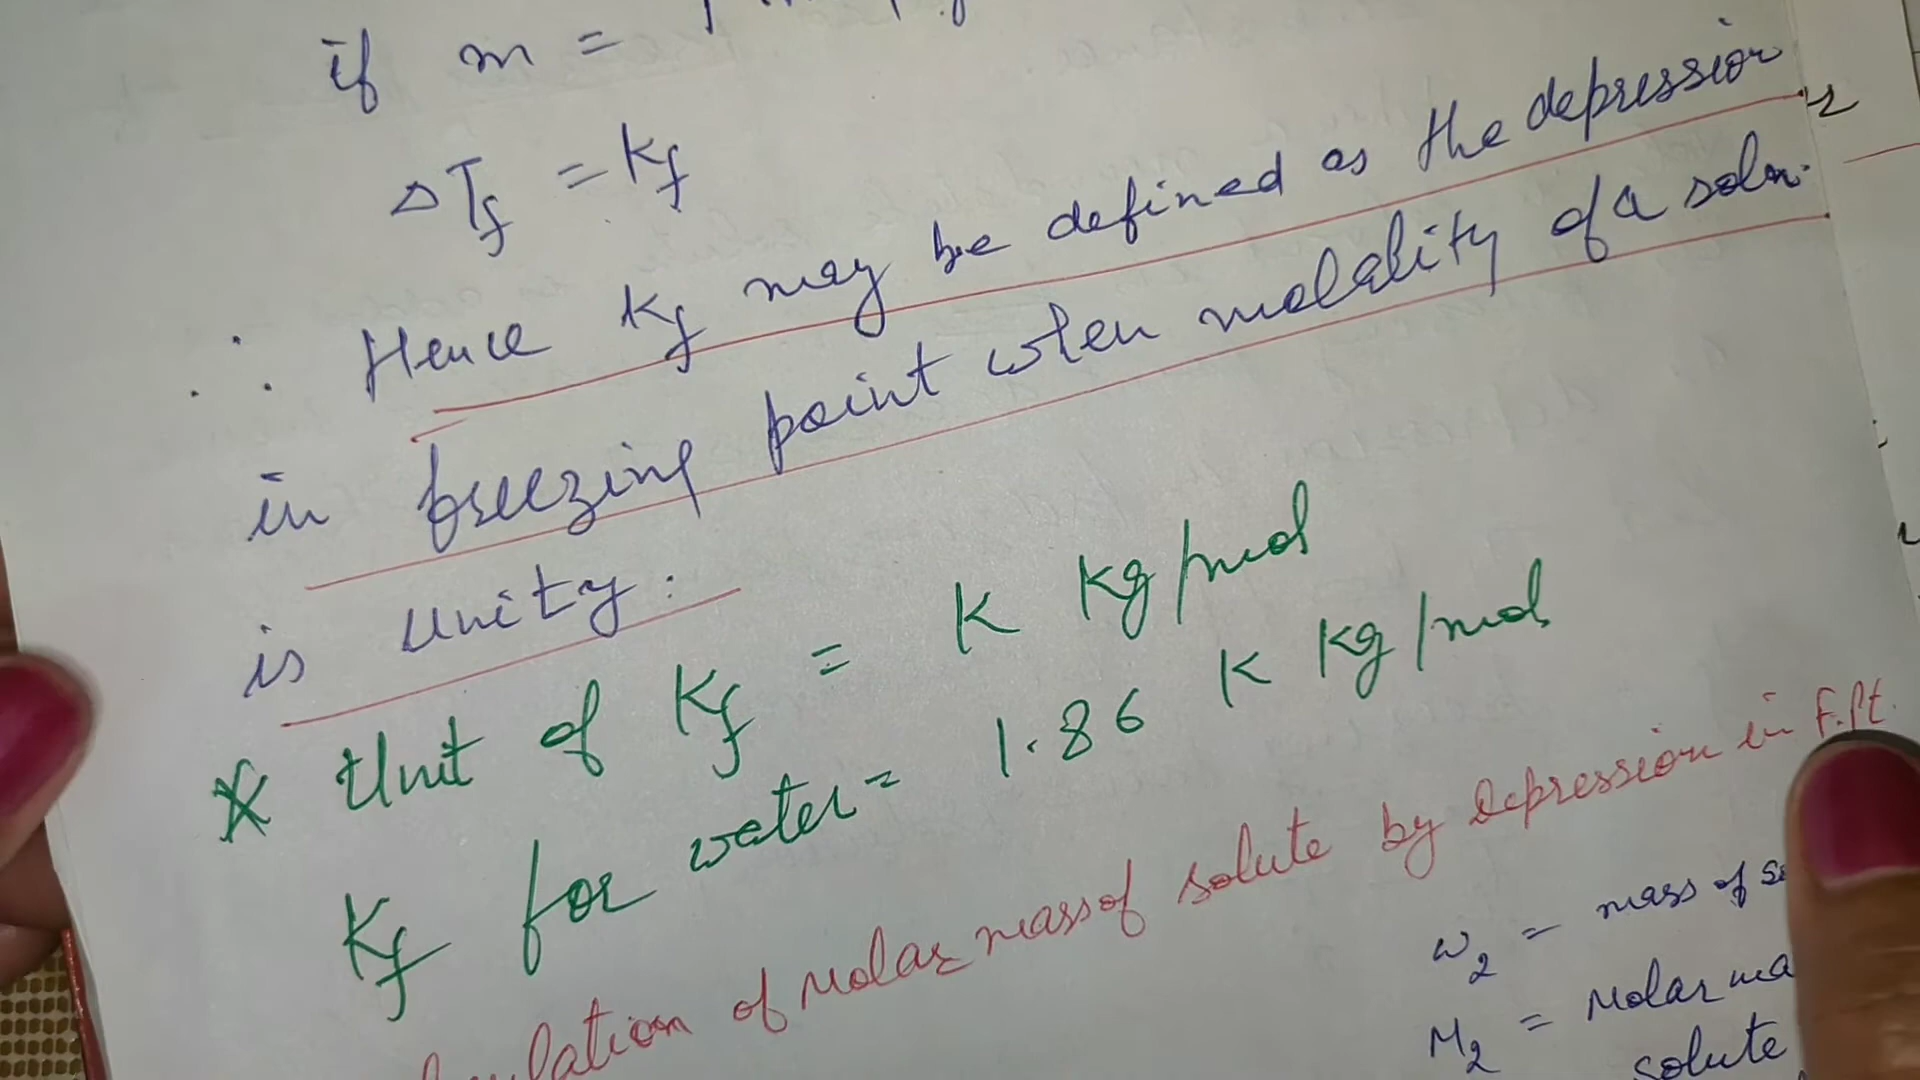 if m =
ΔTf = Kf
∴ Hence Kf may be defined as the depression
in freezing point when molality of a soln.
is unity.
* Unit of Kf = K Kg/mol
Kf for water = 1.86 K Kg/mol
of Molar mass of solute by Depression in F.Pt.
w2 = mass of
M2 = Molar
solute